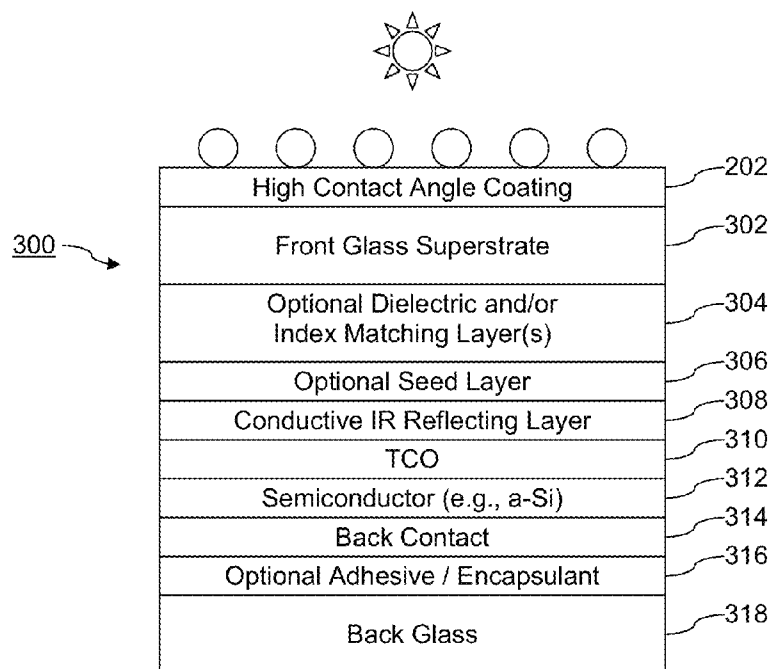 202
High Contact Angle Coating
302
300
Front Glass Superstrate
304
Optional Dielectric and/or
Index Matching Layer(s)
306
Optional Seed Layer
308
Conductive IR Reflecting Layer
310
TCO
312
Semiconductor (e.g., a-Si)
314
Back Contact
316
Optional Adhesive / Encapsulant
318
Back Glass